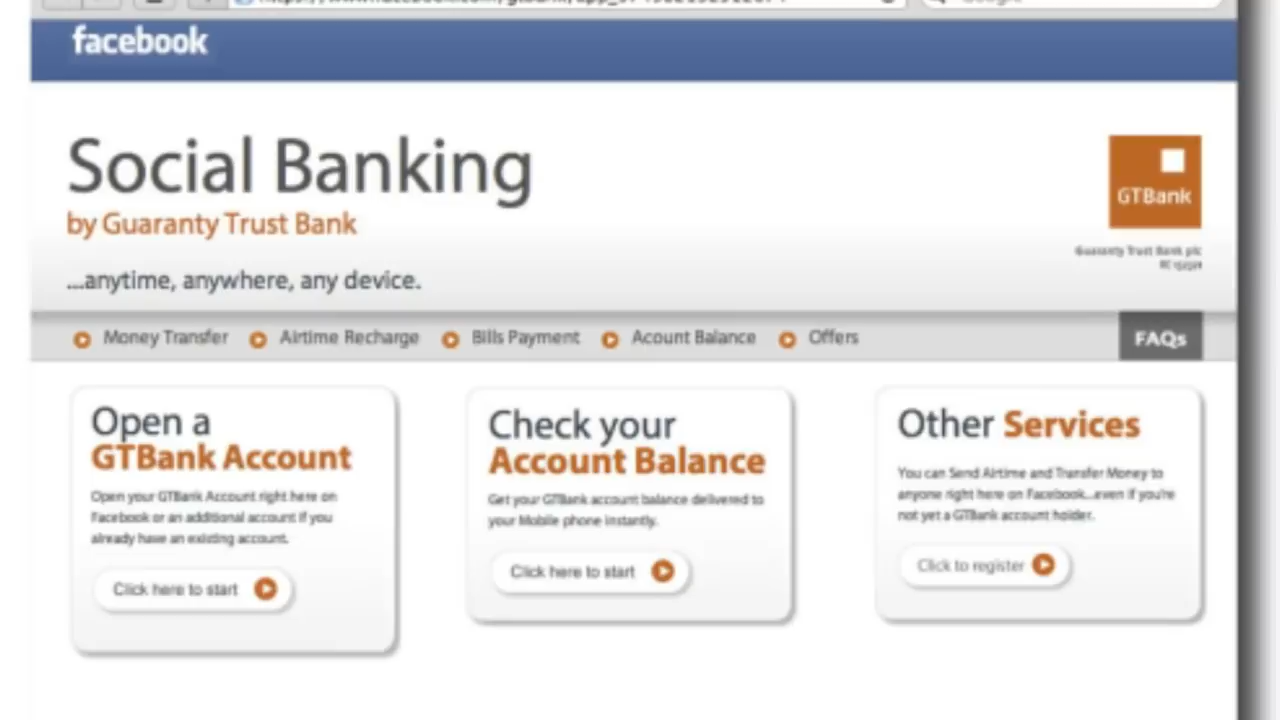 facebook
Social Banking
by Guaranty Trust Bank
...anytime, anywhere, any device.
GTBank
Guaranty Trust Bank plc
Money Transfer Airtime Recharge Bills Payment Acount Balance Offers FAQs
Open a
GTBank Account
Open your GTBank Account right here on
Facebook or an additional account if you
already have an existing account.
Click here to start
Check your
Account Balance
Get your GTBank account balance delivered to
your Mobile phone instantly.
Click here to start
Other Services
You can Send Airtime and Transfer Money to
anyone right here on Facebook...even if you're
not yet a GTBank account holder.
Click to register